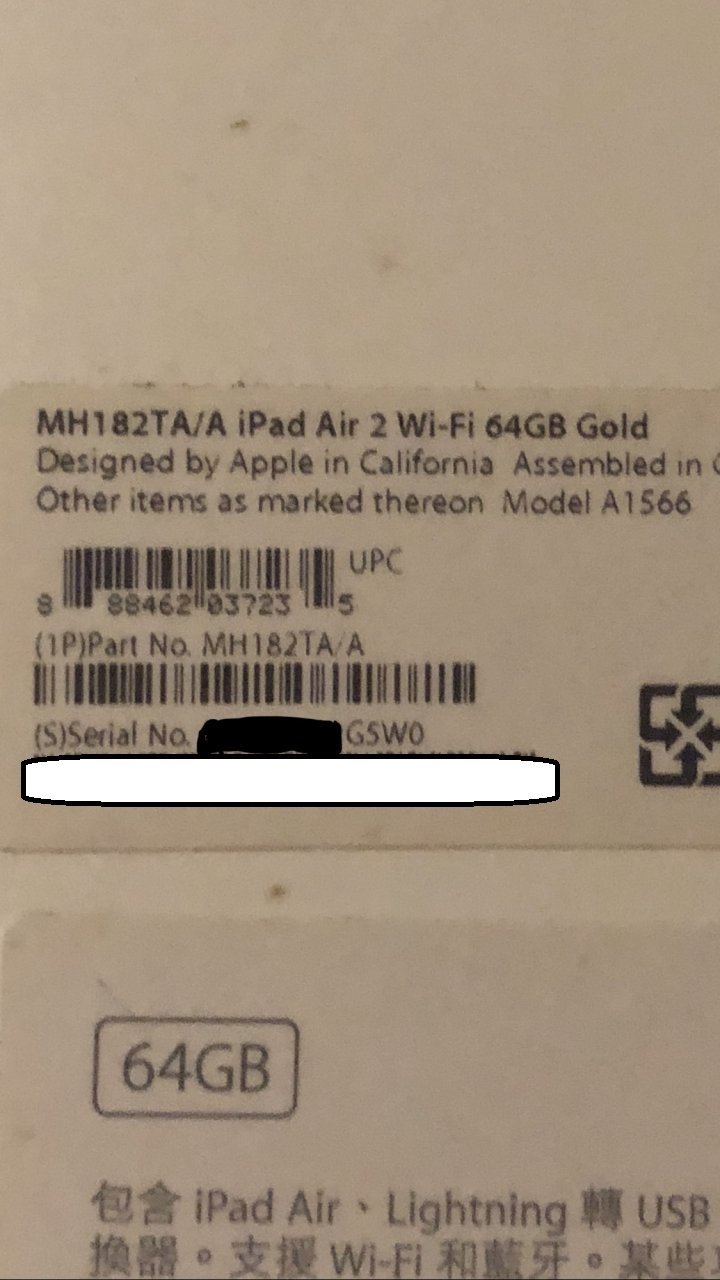 MH182TA/A iPad Air 2 Wi-Fi 64GB Gold
Designed by Apple in California Assembled in C
Other items as marked thereon Model A1566
UPC
8 88462 03723 5
(1P)Part No. MH182TA/A
(S)Serial No. G5W0
64GB
包含 iPad Air、Lightning 轉 USB
換器。支援 Wi-Fi 和藍牙。某些